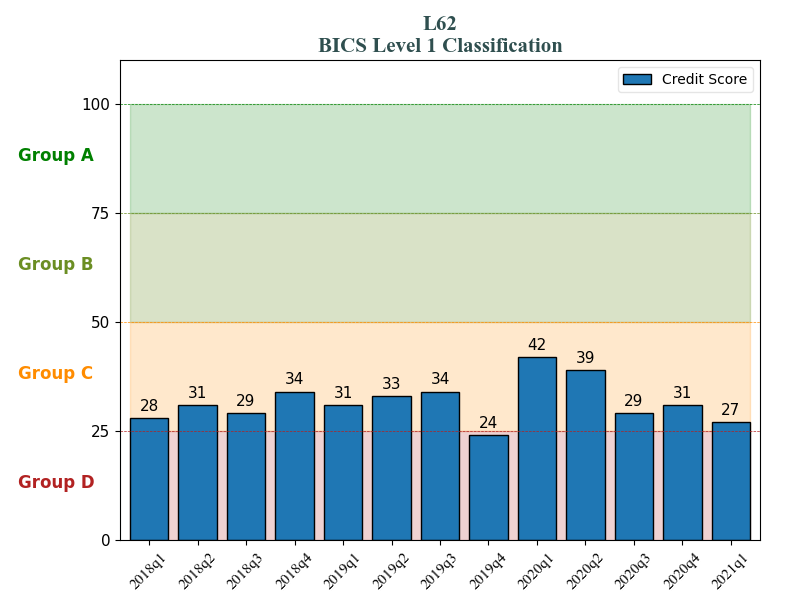 L62
BICS Level 1 Classification
Credit Score
100
Group A
75
Group B
50
Group C
25
Group D
0
28
31
29
34
31
33
34
24
42
39
29
31
27
2018q1
2018q2
2018q3
2018q4
2019q1
2019q2
2019q3
2019q4
2020q1
2020q2
2020q3
2020q4
2021q1